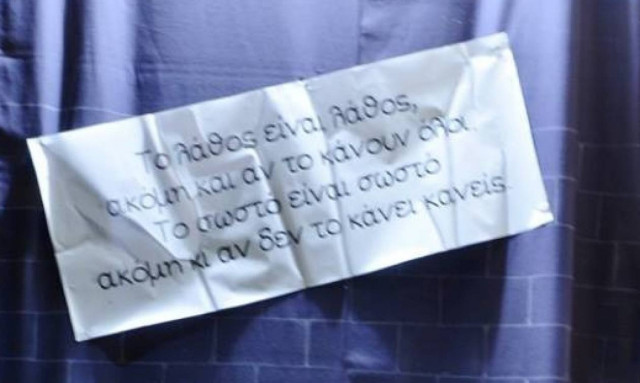 Το λάθος είναι λάθος,
ακόμη και αν το κάνουν όλοι.
Το σωστό είναι σωστό
ακόμη κι αν δεν το κάνει κανείς.